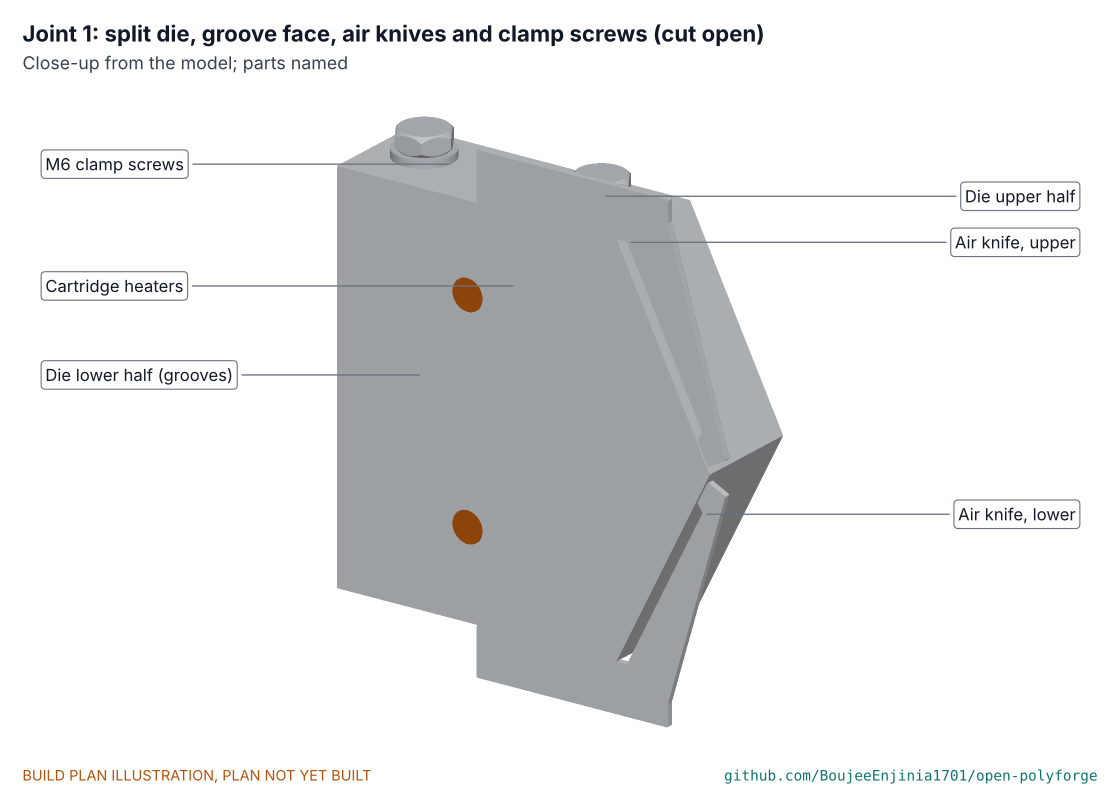 Joint 1: split die, groove face, air knives and clamp screws (cut open)
Close-up from the model; parts named
M6 clamp screws
Die upper half
Air knife, upper
Cartridge heaters
Die lower half (grooves)
Air knife, lower
BUILD PLAN ILLUSTRATION, PLAN NOT YET BUILT
github.com/BoujeeEnjinia1701/open-polyforge